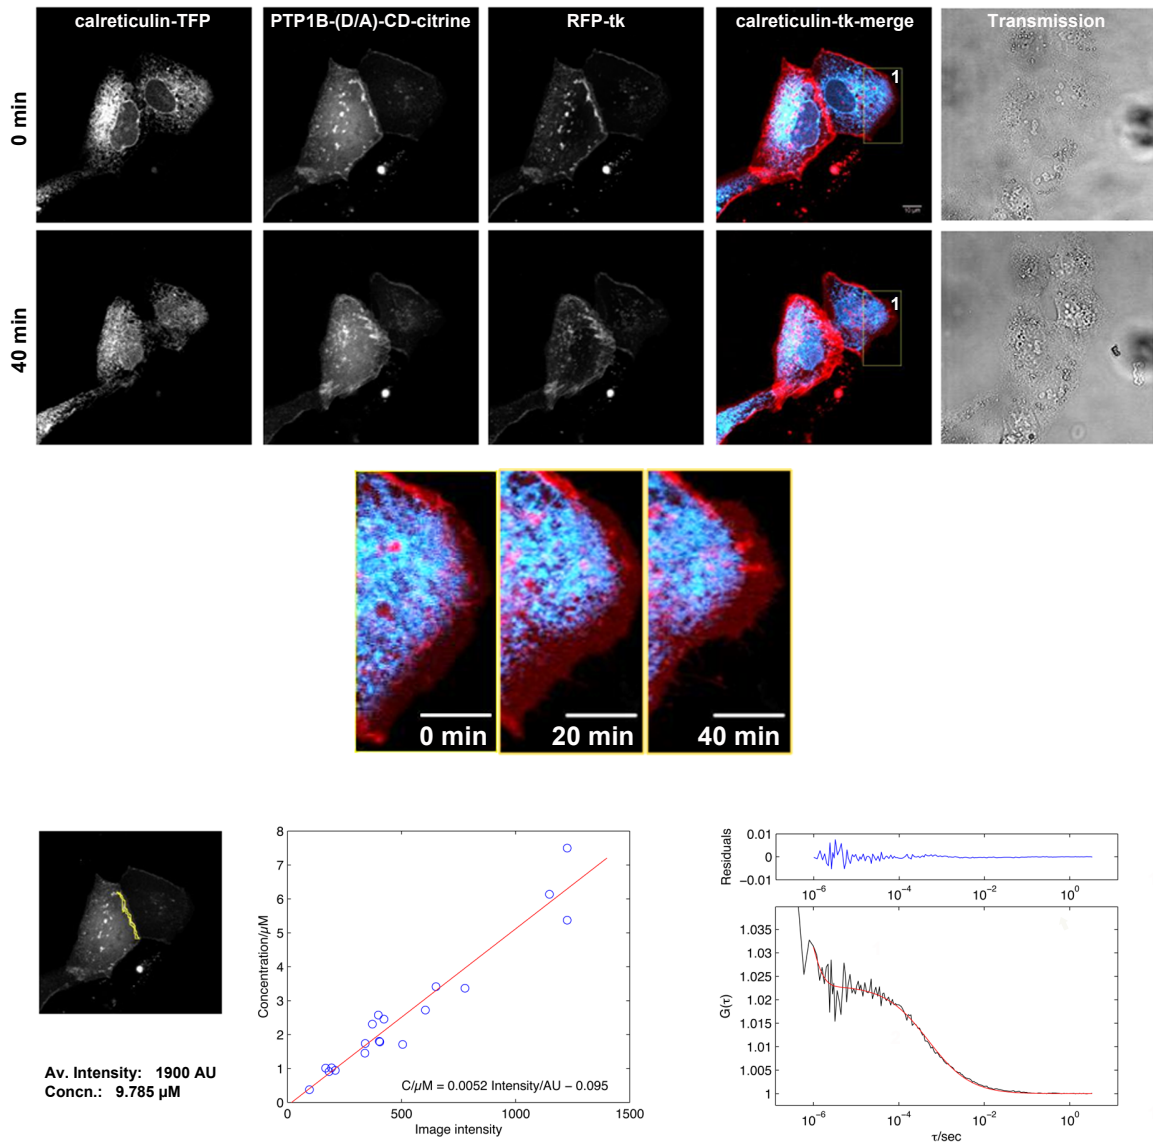 calreticulin-TFP PTP1B-(D/A)-CD-citrine RFP-tk calreticulin-tk-merge Transmission
0 min
1
10 µm
40 min
1
0 min 20 min 40 min
Av. Intensity: 1900 AU
Concn.: 9.785 µM
Concentration/µM
8
7
6
5
4
3
2
1
0
0 500 1000 1500
Image intensity
C/µM = 0.0052 Intensity/AU − 0.095
Residuals
0.01
0
−0.01
10⁻⁶ 10⁻⁴ 10⁻² 10⁰
G(τ)
1.035
1.03
1.025
1.02
1.015
1.01
1.005
1
10⁻⁶ 10⁻⁴ 10⁻² 10⁰
τ/sec